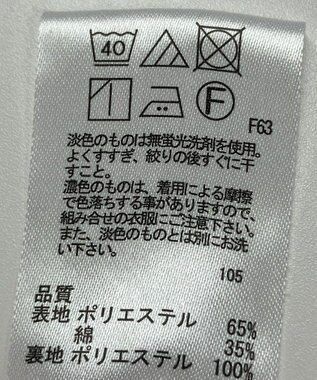 40
F
F63
淡色のものは無蛍光洗剤を使用。
よくすすぎ、絞りの後すぐに干
すこと。
濃色のものは、着用による摩擦
で色落ちする事がありますので、
組み合せの衣服にご注意下さい。
また、淡色のものとは別にお洗
い下さい。
105
品質
表地 ポリエステル 65%
綿 35%
裏地 ポリエステル 100%